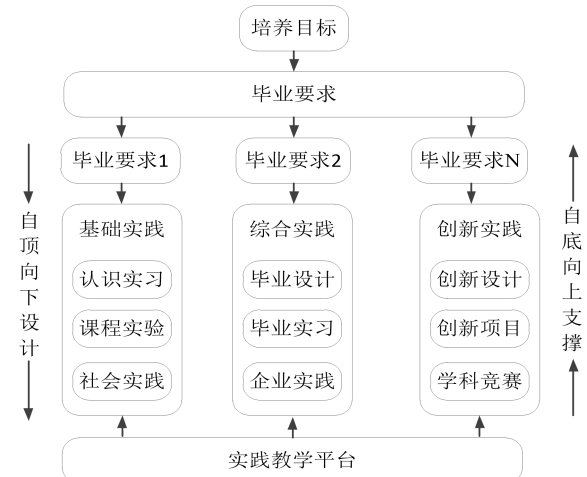 培养目标
毕业要求
毕业要求1
毕业要求2
毕业要求N
自顶向下设计
基础实践
认识实习
课程实验
社会实践
综合实践
毕业设计
毕业实习
企业实践
创新实践
创新设计
创新项目
学科竞赛
自底向上支撑
实践教学平台